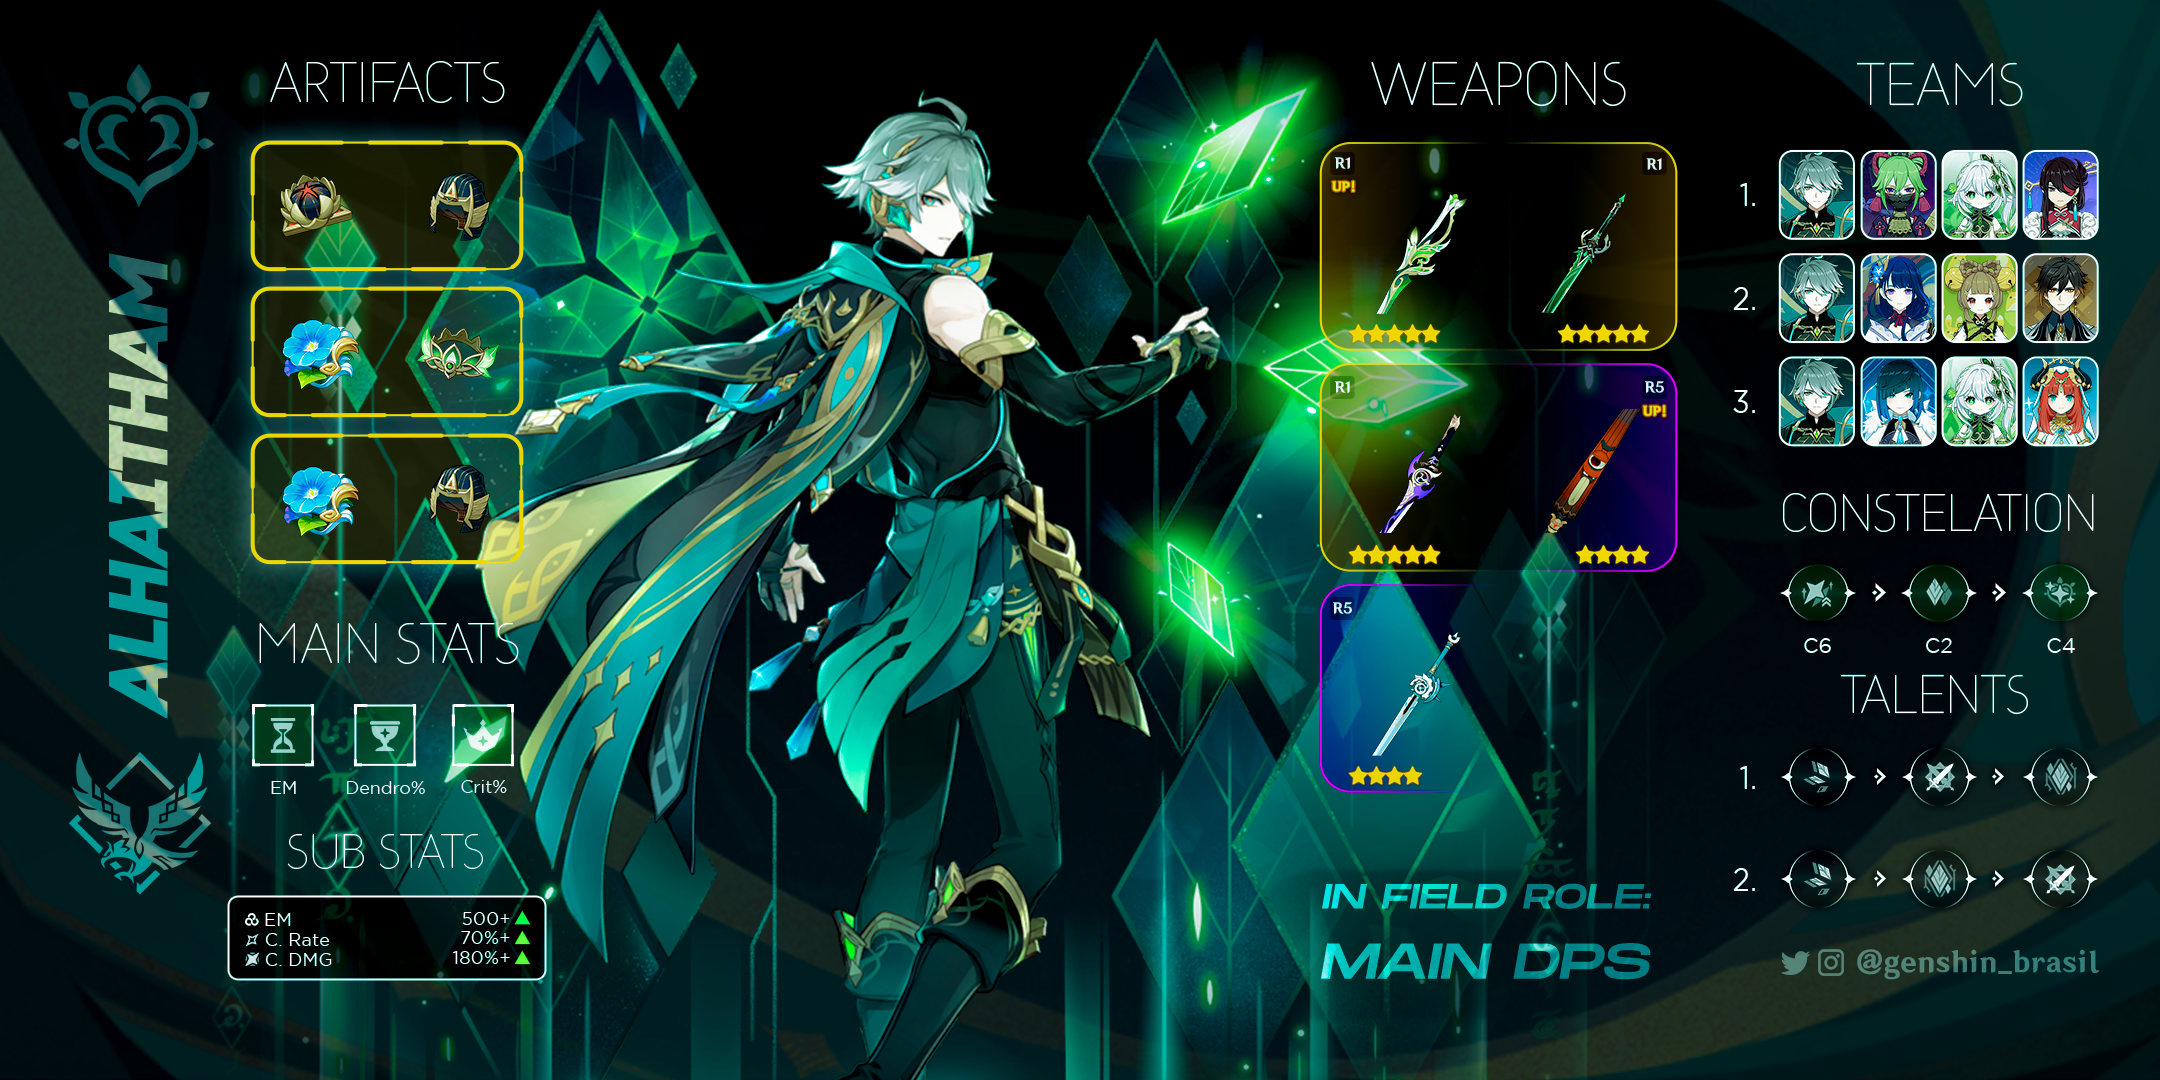 ALHAITHAM
ARTIFACTS
MAIN STATS
EM
Dendro%
Crit%
SUB STATS
EM 500+
C. Rate 70%+
C. DMG 180%+
WEAPONS
R1
UP!
R1
R1
R5
UP!
R5
IN FIELD ROLE:
MAIN DPS
TEAMS
1.
2.
3.
CONSTELATION
C6
C2
C4
TALENTS
1.
2.
@genshin_brasil